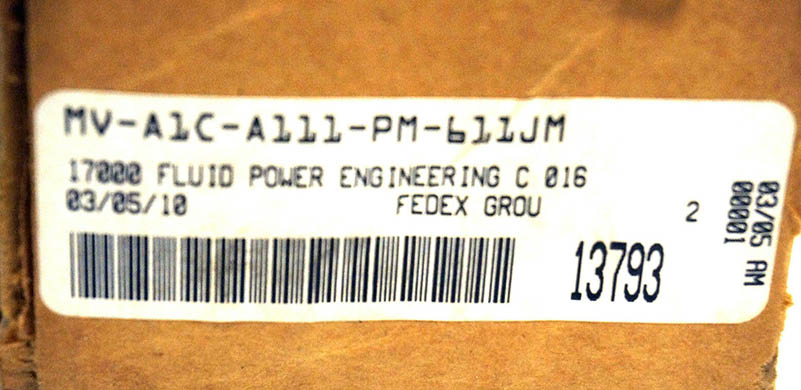 MV-A1C-A111-PM-611JM
17000 FLUID POWER ENGINEERING C 016
03/05/10 FEDEX GROU 2
13793
03/05 AM
00001